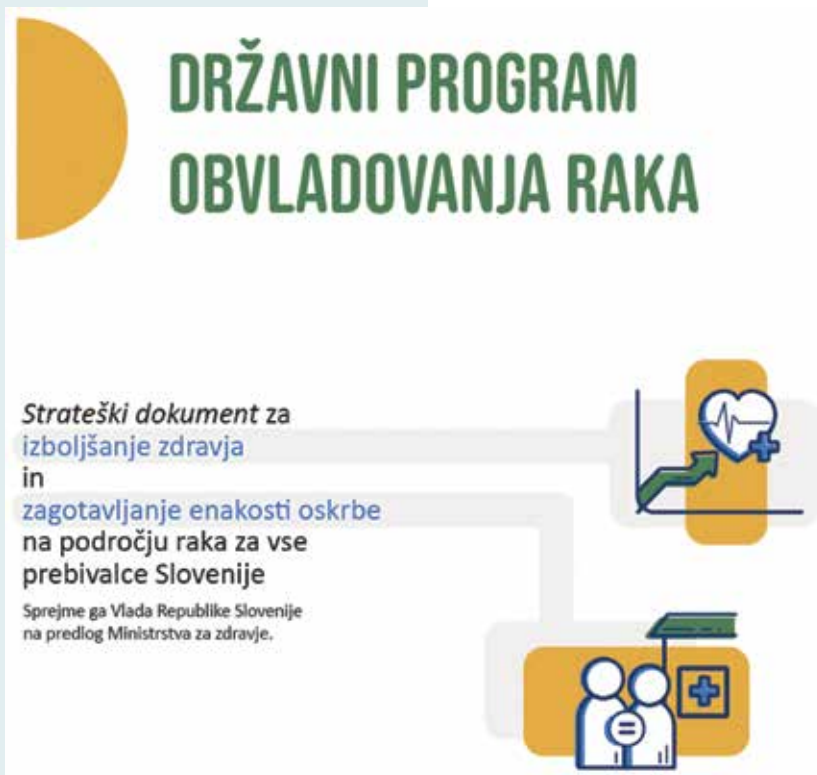 DRŽAVNI PROGRAM
OBVLADOVANJA RAKA
Strateški dokument za
izboljšanje zdravja
in
zagotavljanje enakosti oskrbe
na področju raka za vse
prebivalce Slovenije
Sprejme ga Vlada Republike Slovenije
na predlog Ministrstva za zdravje.